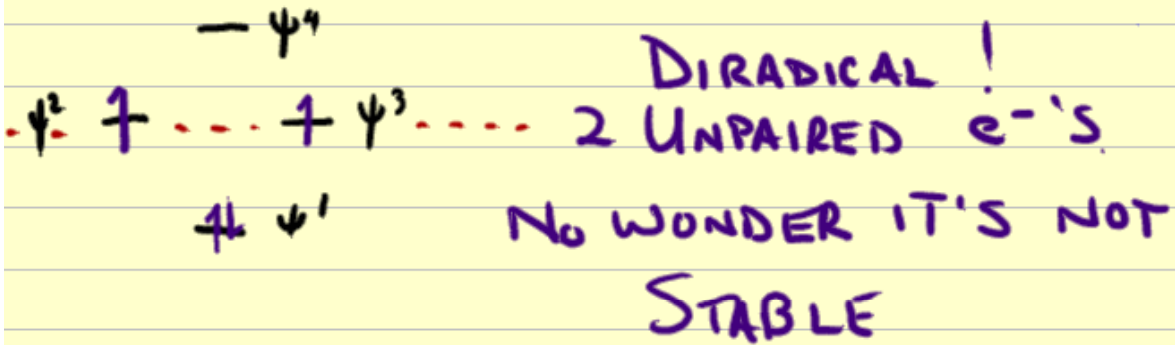 ψ⁴
DIRADICAL!
ψ² ψ³ 2 UNPAIRED e⁻'S.
ψ¹ NO WONDER IT'S NOT
STABLE